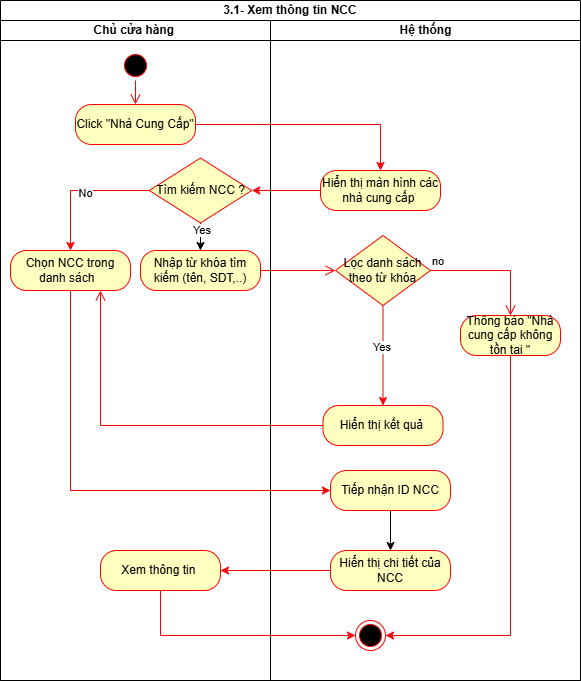 3.1- Xem thông tin NCC
Chủ cửa hàng
Hệ thống
Click "Nhà Cung Cấp"
Hiển thị màn hình các
nhà cung cấp
Tìm kiếm NCC ?
No
Yes
Chọn NCC trong
danh sách
Nhập từ khóa tìm
kiếm (tên, SDT,..)
Lọc danh sách
theo từ khóa
no
Thông báo "Nhà
cung cấp không
tồn tại "
Yes
Hiển thị kết quả
Tiếp nhận ID NCC
Hiển thị chi tiết của
NCC
Xem thông tin